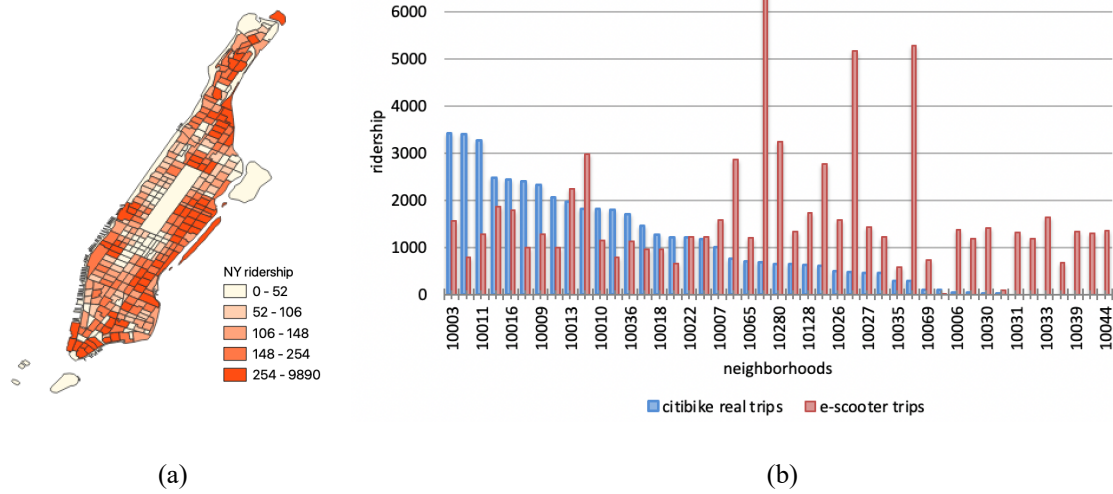 NY ridership
0 - 52
52 - 106
106 - 148
148 - 254
254 - 9890
(a)
6000
5000
4000
3000
2000
1000
0
ridership
10003
10011
10016
10009
10013
10010
10036
10018
10022
10007
10065
10280
10128
10026
10027
10035
10069
10006
10030
10031
10033
10039
10044
neighborhoods
citibike real trips
e-scooter trips
(b)